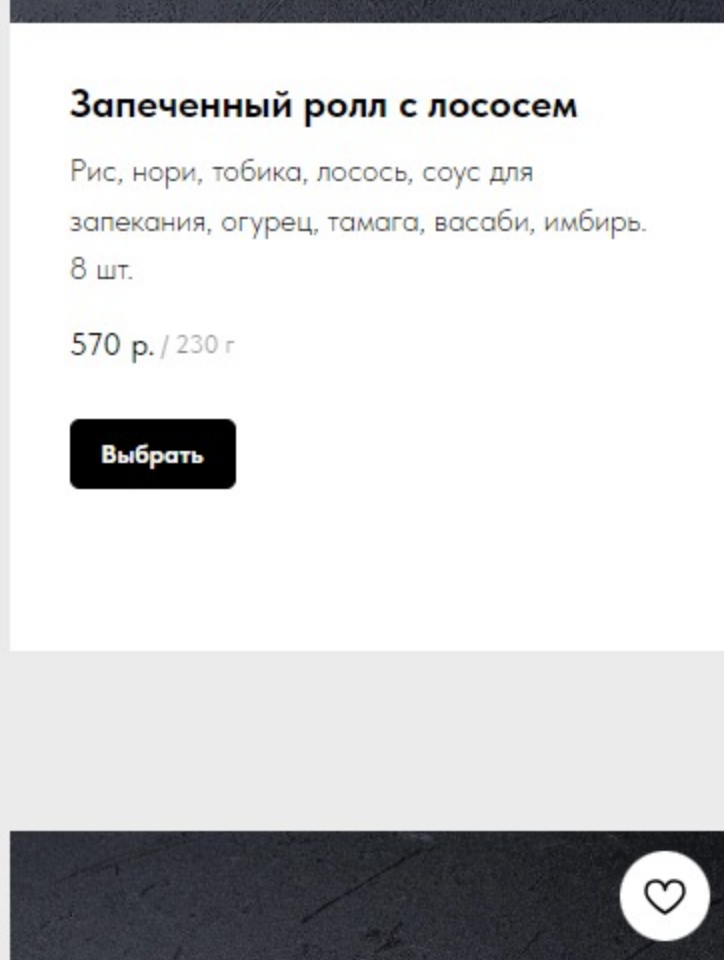 Запеченный ролл с лососем
Рис, нори, тобика, лосось, соус для
запекания, огурец, тамага, васаби, имбирь.
8 шт.
570 р. / 230 г
Выбрать